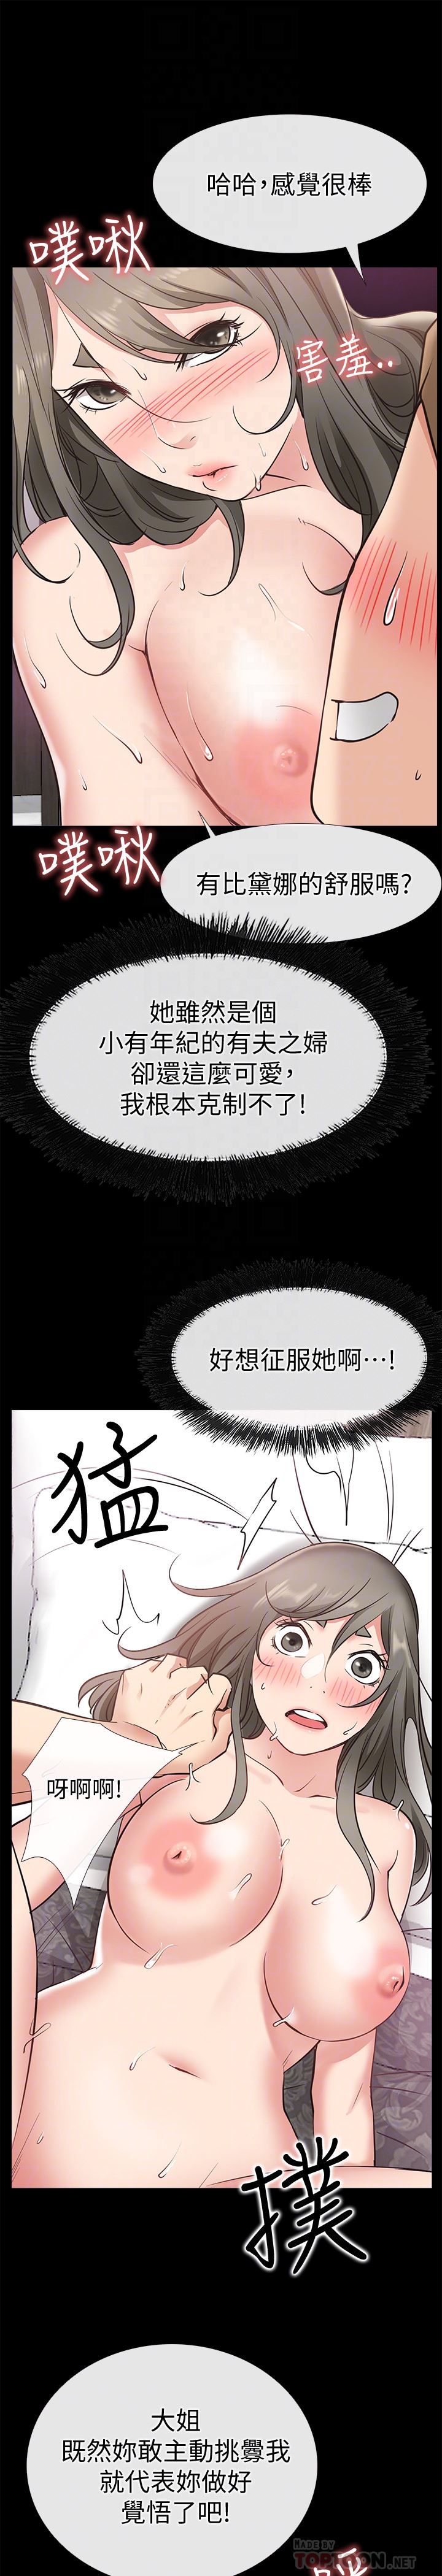 哈哈,感覺很棒
噗啾
害羞..
噗啾
有比黛娜的舒服嗎?
她雖然是個
小有年紀的有夫之婦
卻還這麼可愛,
我根本克制不了!
好想征服她啊…!
猛
呀啊啊!
撲
大姐
既然妳敢主動挑釁我
就代表妳做好
覺悟了吧!
MADE BY
TOPTOON.COM